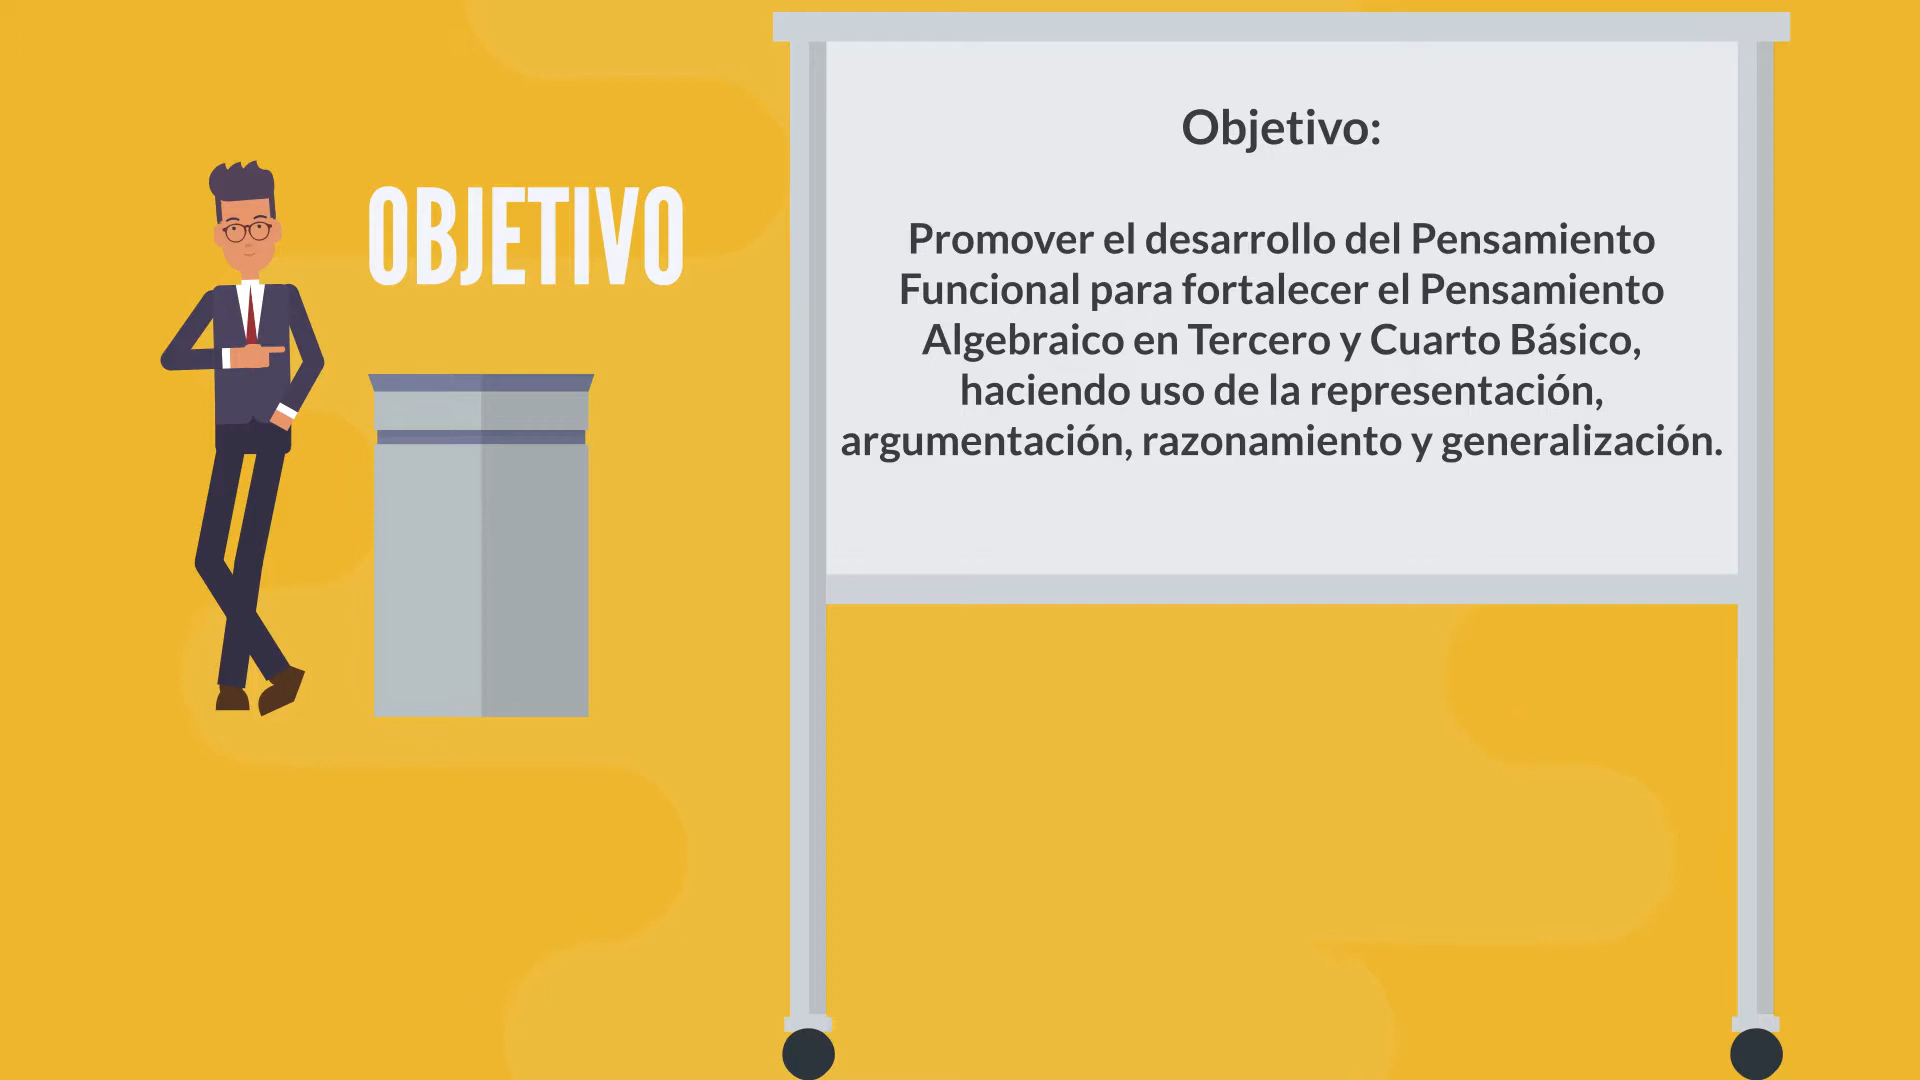 OBJETIVO
Objetivo:
Promover el desarrollo del Pensamiento
Funcional para fortalecer el Pensamiento
Algebraico en Tercero y Cuarto Básico,
haciendo uso de la representación,
argumentación, razonamiento y generalización.